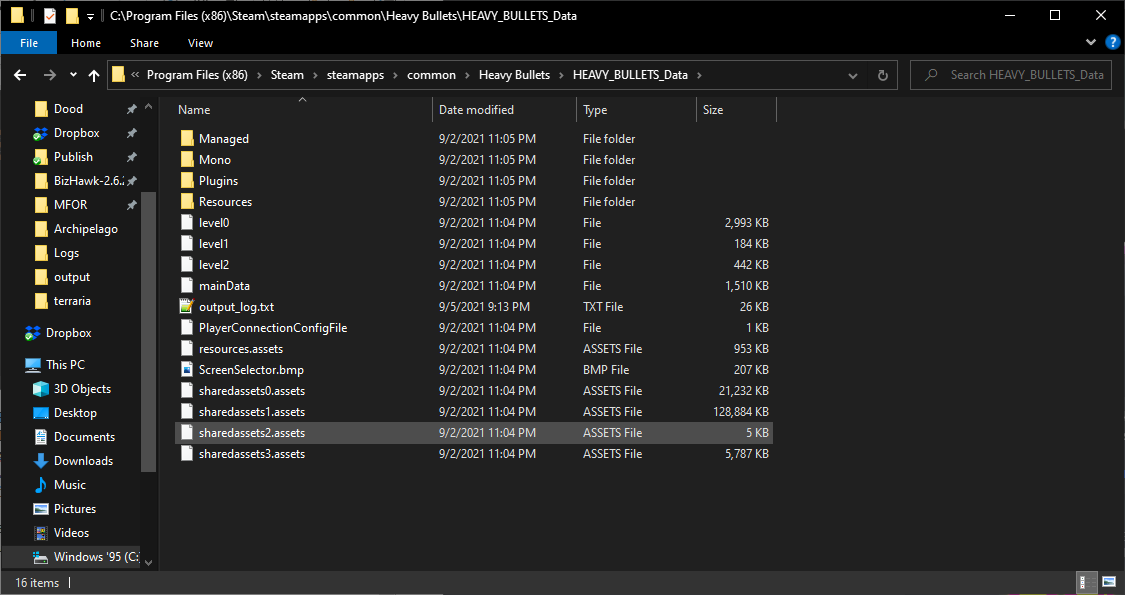 C:\Program Files (x86)\Steam\steamapps\common\Heavy Bullets\HEAVY_BULLETS_Data
File Home Share View ?
« Program Files (x86) > Steam > steamapps > common > Heavy Bullets > HEAVY_BULLETS_Data >
Search HEAVY_BULLETS_Data
Dood
Dropbox
Publish
BizHawk-2.6.2
MFOR
Archipelago
Logs
output
terraria
Dropbox
This PC
3D Objects
Desktop
Documents
Downloads
Music
Pictures
Videos
Windows '95 (C:
Name Date modified Type Size
Managed 9/2/2021 11:05 PM File folder
Mono 9/2/2021 11:05 PM File folder
Plugins 9/2/2021 11:05 PM File folder
Resources 9/2/2021 11:05 PM File folder
level0 9/2/2021 11:04 PM File 2,993 KB
level1 9/2/2021 11:04 PM File 184 KB
level2 9/2/2021 11:04 PM File 442 KB
mainData 9/2/2021 11:04 PM File 1,510 KB
output_log.txt 9/5/2021 9:13 PM TXT File 26 KB
PlayerConnectionConfigFile 9/2/2021 11:04 PM File 1 KB
resources.assets 9/2/2021 11:04 PM ASSETS File 953 KB
ScreenSelector.bmp 9/2/2021 11:04 PM BMP File 207 KB
sharedassets0.assets 9/2/2021 11:04 PM ASSETS File 21,232 KB
sharedassets1.assets 9/2/2021 11:04 PM ASSETS File 128,884 KB
sharedassets2.assets 9/2/2021 11:04 PM ASSETS File 5 KB
sharedassets3.assets 9/2/2021 11:04 PM ASSETS File 5,787 KB
16 items